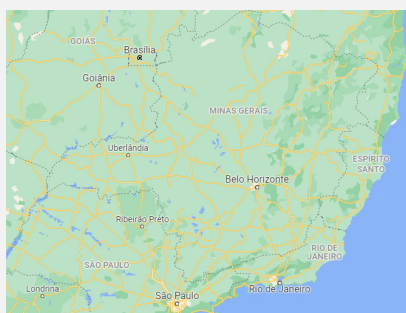 GOIÁS
Brasília
Goiânia
MINAS GERAIS
Uberlândia
ESPÍRITO
SANTO
Belo Horizonte
Ribeirão Preto
RIO DE
JANEIRO
SÃO PAULO
Londrina
São Paulo
Rio de Janeiro